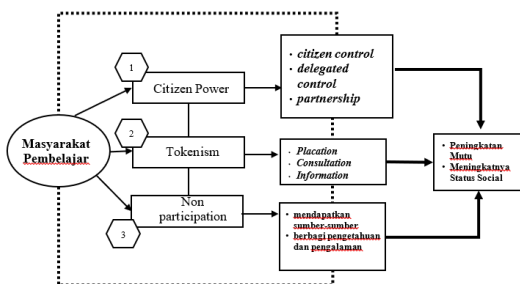 1
Citizen Power
• citizen control
• delegated
control
• partnership
Masyarakat
Pembelajar
2
Tokenism
• Placation
• Consultation
• Information
• Peningkatan
Mutu
• Meningkatnya
Status Social
Non
participation
3
• mendapatkan
sumber-sumber
• berbagi pengetahuan
dan pengalaman